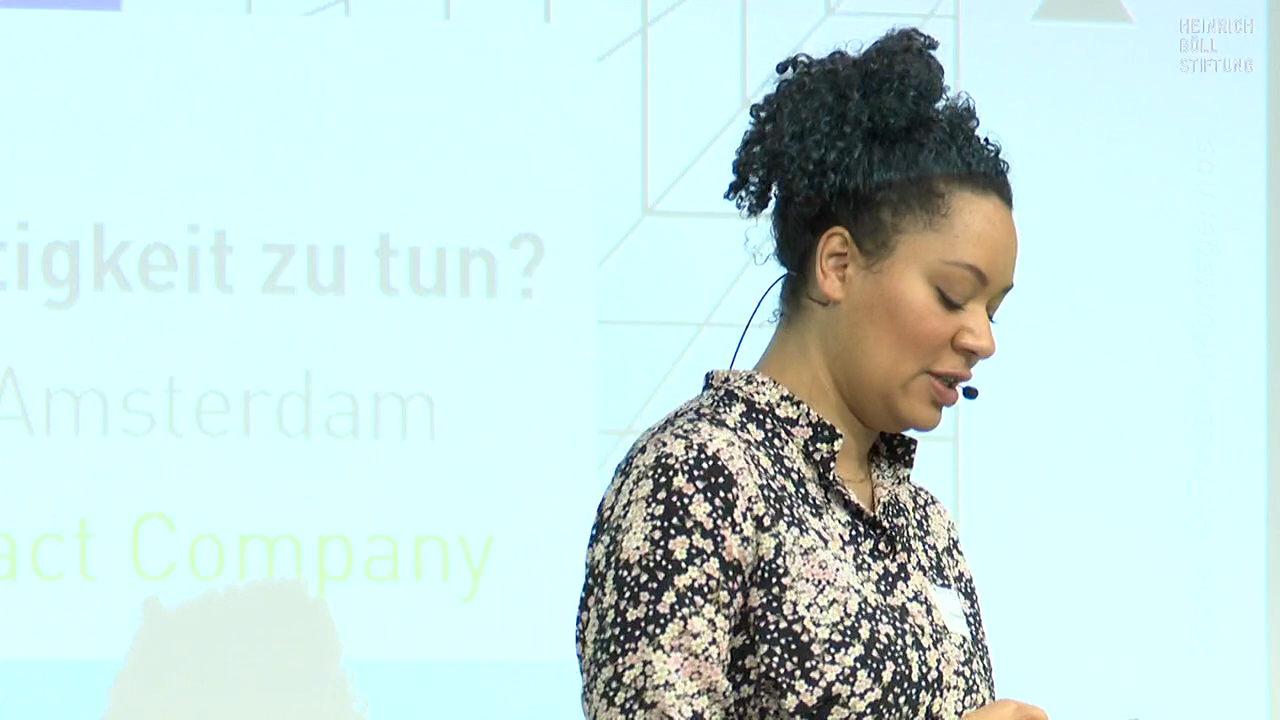 tigkeit zu tun?
Amsterdam
act Company
HEINRICH
BÖLL
STIFTUNG